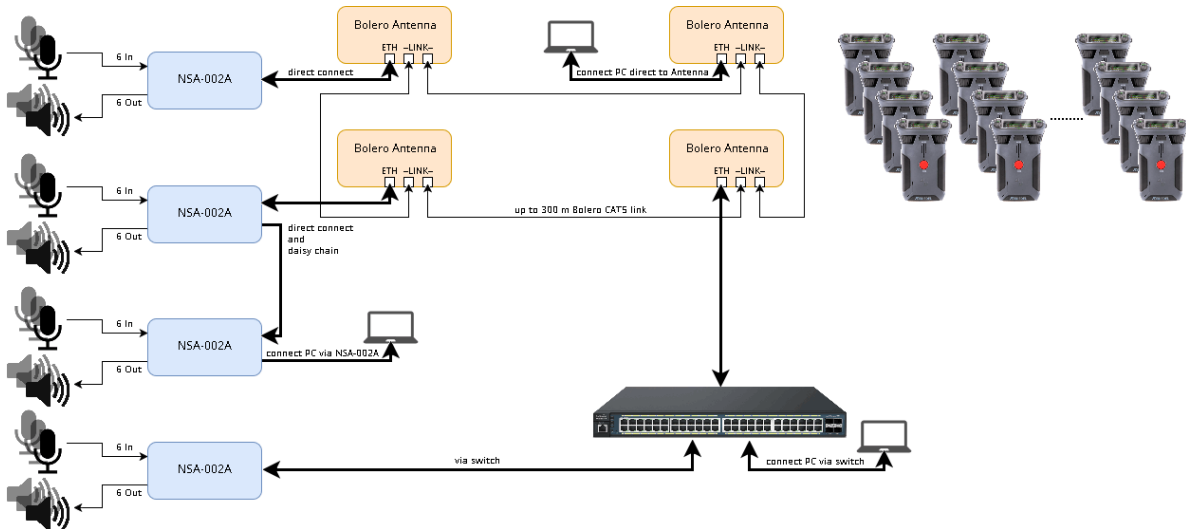 Bolero Antenna
ETH –LINK–
Bolero Antenna
ETH –LINK–
6 In
NSA-002A
6 Out
direct connect
connect PC direct to Antenna
Bolero Antenna
ETH –LINK–
Bolero Antenna
ETH –LINK–
6 In
NSA-002A
6 Out
up to 300 m Bolero CAT5 link
direct connect
and
daisy chain
6 In
NSA-002A
6 Out
connect PC via NSA-002A
6 In
NSA-002A
6 Out
via switch
connect PC via switch